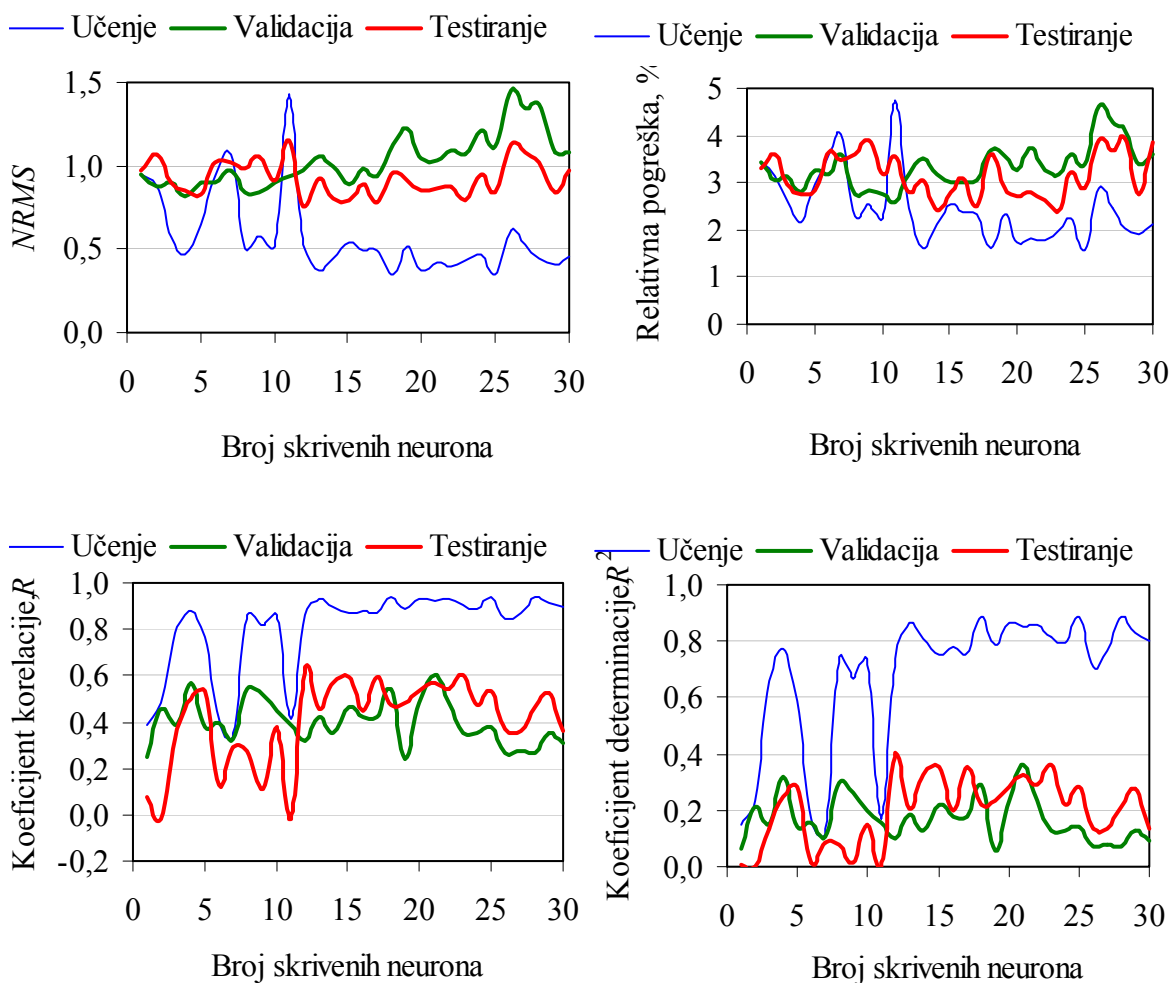 Učenje Validacija Testiranje
NRMS
1,5
1,0
0,5
0,0
0 5 10 15 20 25 30
Broj skrivenih neurona
Učenje Validacija Testiranje
Relativna pogreška, %
5
4
3
2
1
0
0 5 10 15 20 25 30
Broj skrivenih neurona
Učenje Validacija Testiranje
Koeficijent korelacije,R
1,0
0,8
0,6
0,4
0,2
0,0
-0,2
0 5 10 15 20 25 30
Broj skrivenih neurona
Učenje Validacija Testiranje
Koeficijent determinacije,R²
1,0
0,8
0,6
0,4
0,2
0,0
0 5 10 15 20 25 30
Broj skrivenih neurona